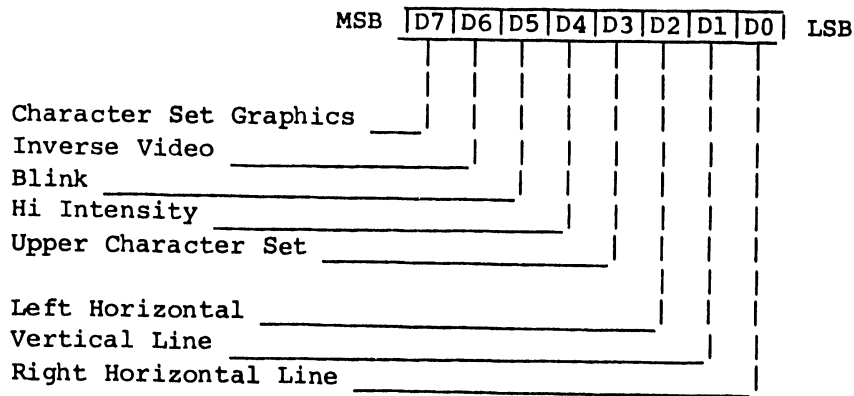 MSB |D7|D6|D5|D4|D3|D2|D1|D0| LSB
Character Set Graphics
Inverse Video
Blink
Hi Intensity
Upper Character Set
Left Horizontal
Vertical Line
Right Horizontal Line